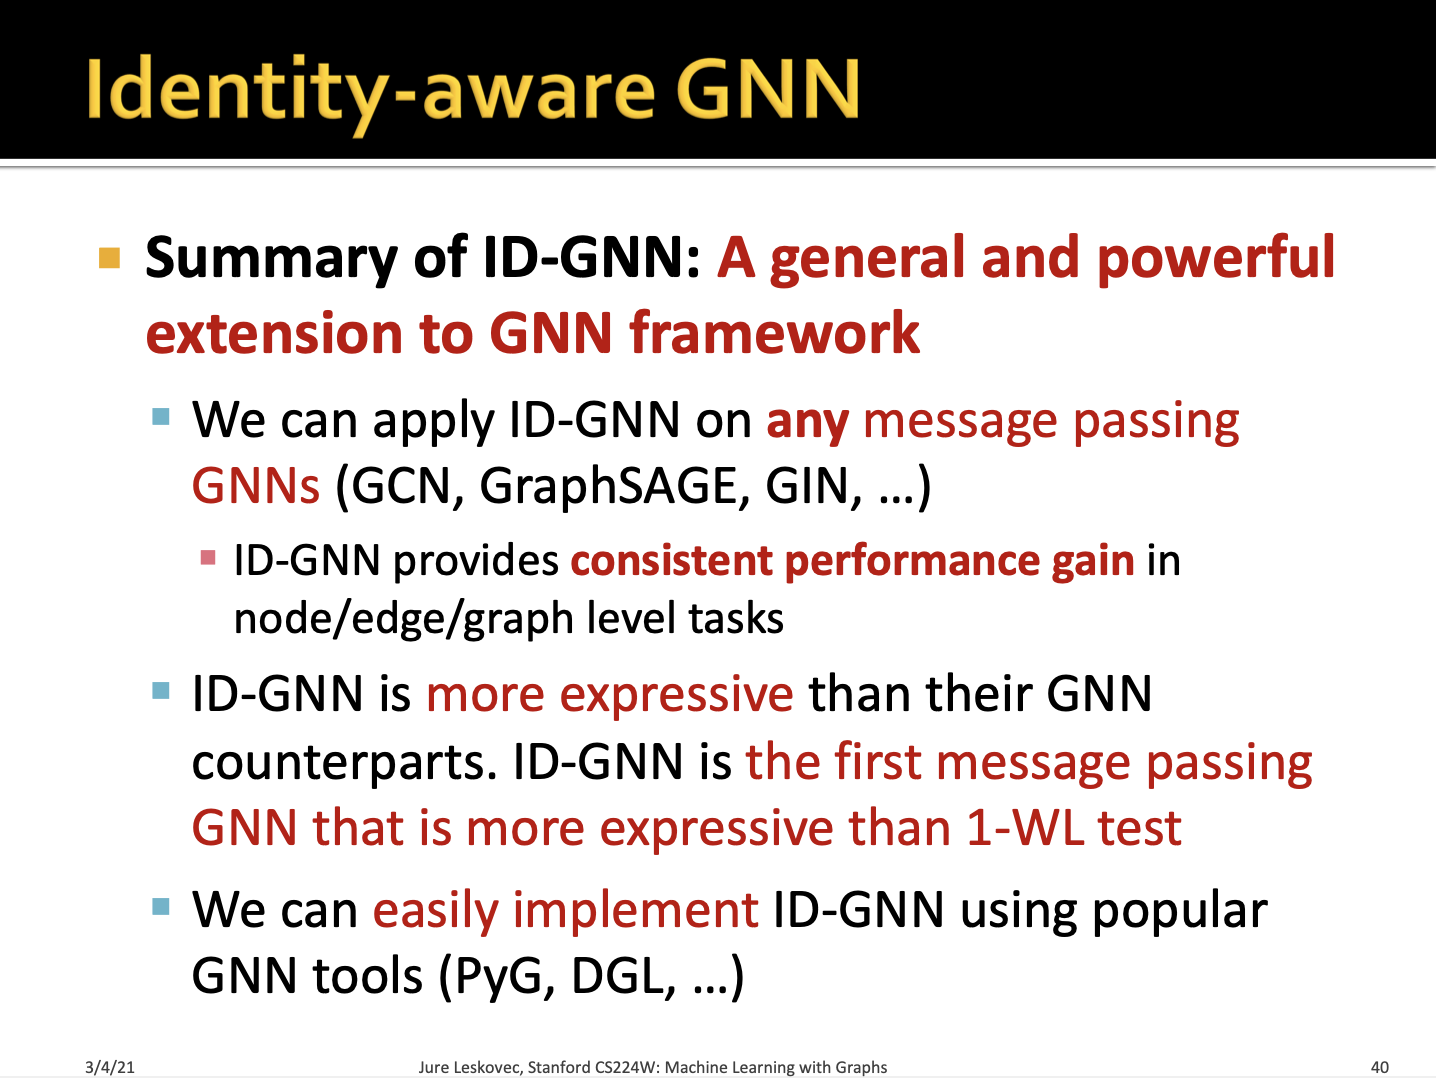 Identity-aware GNN
Summary of ID-GNN: A general and powerful
extension to GNN framework
We can apply ID-GNN on any message passing
GNNs (GCN, GraphSAGE, GIN, …)
ID-GNN provides consistent performance gain in
node/edge/graph level tasks
ID-GNN is more expressive than their GNN
counterparts. ID-GNN is the first message passing
GNN that is more expressive than 1-WL test
We can easily implement ID-GNN using popular
GNN tools (PyG, DGL, …)
3/4/21
Jure Leskovec, Stanford CS224W: Machine Learning with Graphs
40